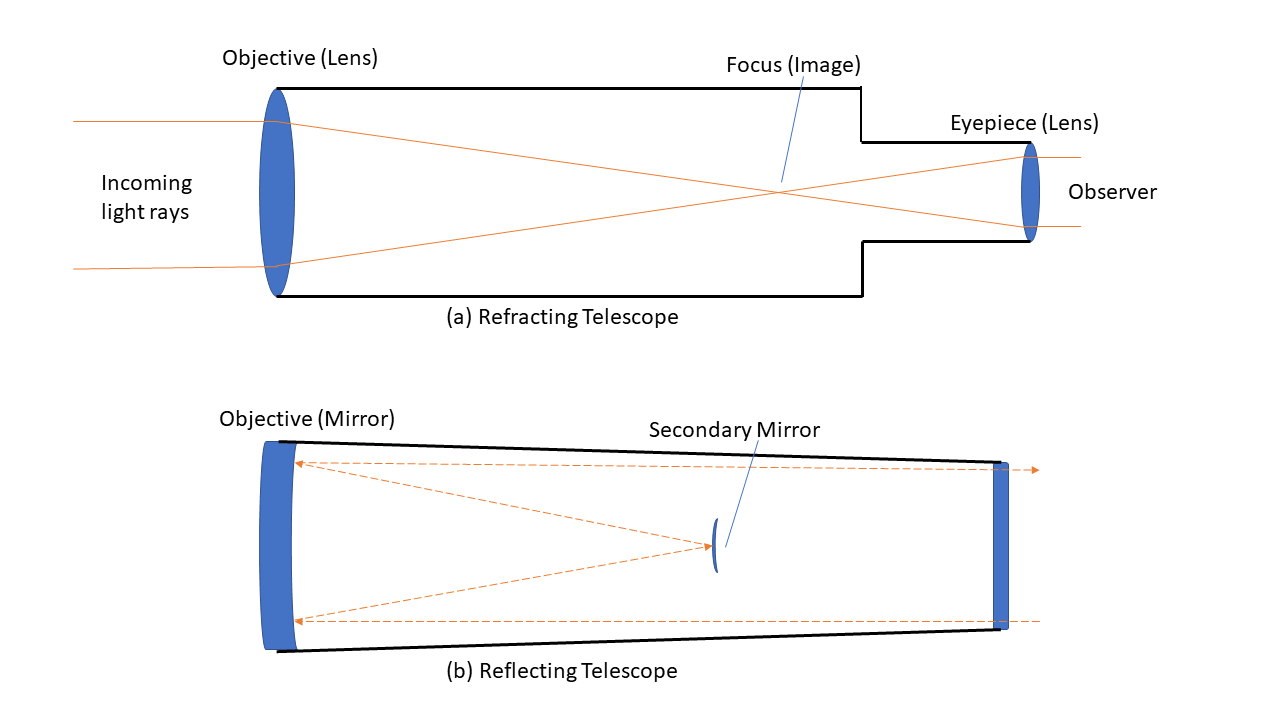 Objective (Lens)
Focus (Image)
Eyepiece (Lens)
Incoming
light rays
Observer
(a) Refracting Telescope
Objective (Mirror)
Secondary Mirror
(b) Reflecting Telescope